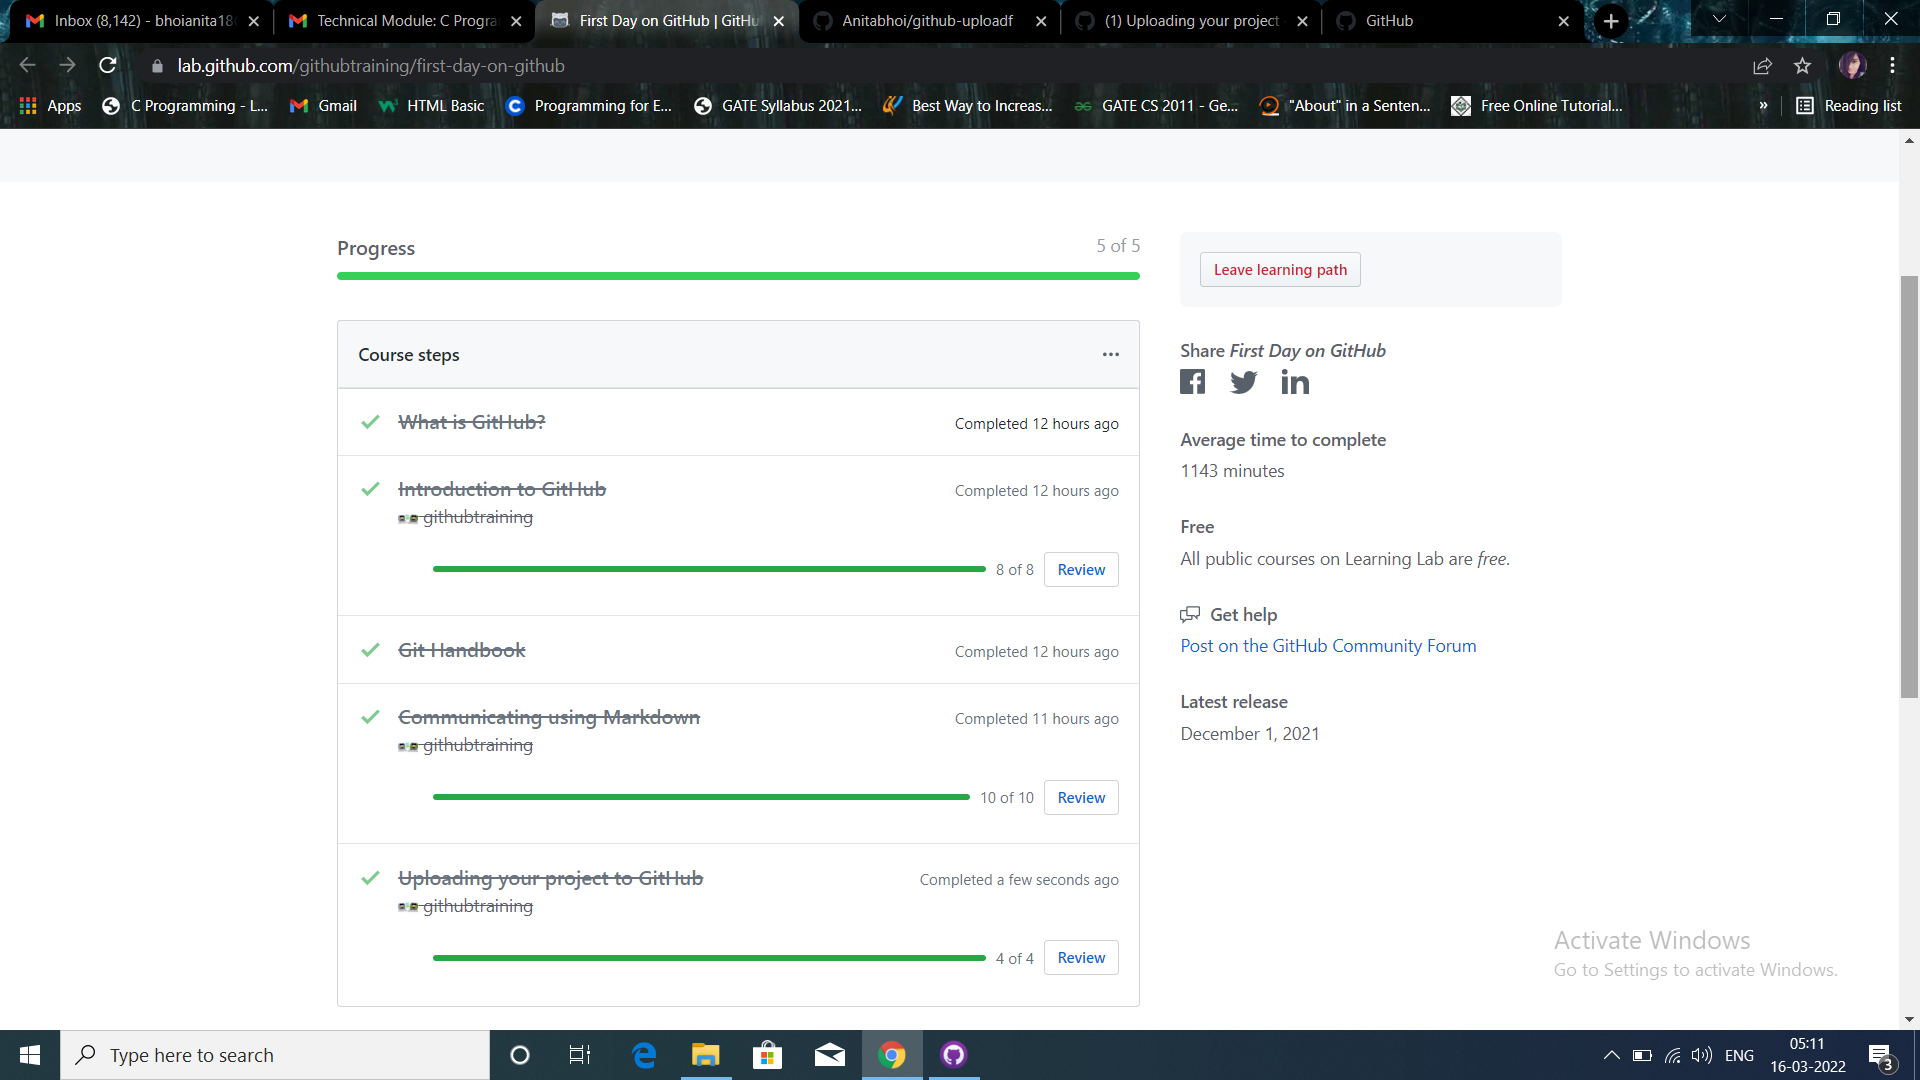 Inbox (8,142) - bhoianita18
Technical Module: C Progra
First Day on GitHub | GitHu
Anitabhoi/github-uploadf
(1) Uploading your project
GitHub
lab.github.com/githubtraining/first-day-on-github
Apps
C Programming - L...
Gmail
HTML Basic
Programming for E...
GATE Syllabus 2021...
Best Way to Increas...
GATE CS 2011 - Ge...
"About" in a Senten...
Free Online Tutorial...
»
Reading list
Progress
5 of 5
Course steps
What is GitHub?
Completed 12 hours ago
Introduction to GitHub
Completed 12 hours ago
githubtraining
8 of 8
Review
Git Handbook
Completed 12 hours ago
Communicating using Markdown
Completed 11 hours ago
githubtraining
10 of 10
Review
Uploading your project to GitHub
Completed a few seconds ago
githubtraining
4 of 4
Review
Leave learning path
Share First Day on GitHub
Average time to complete
1143 minutes
Free
All public courses on Learning Lab are free.
Get help
Post on the GitHub Community Forum
Latest release
December 1, 2021
Activate Windows
Go to Settings to activate Windows.
Type here to search
ENG
05:11
16-03-2022
3